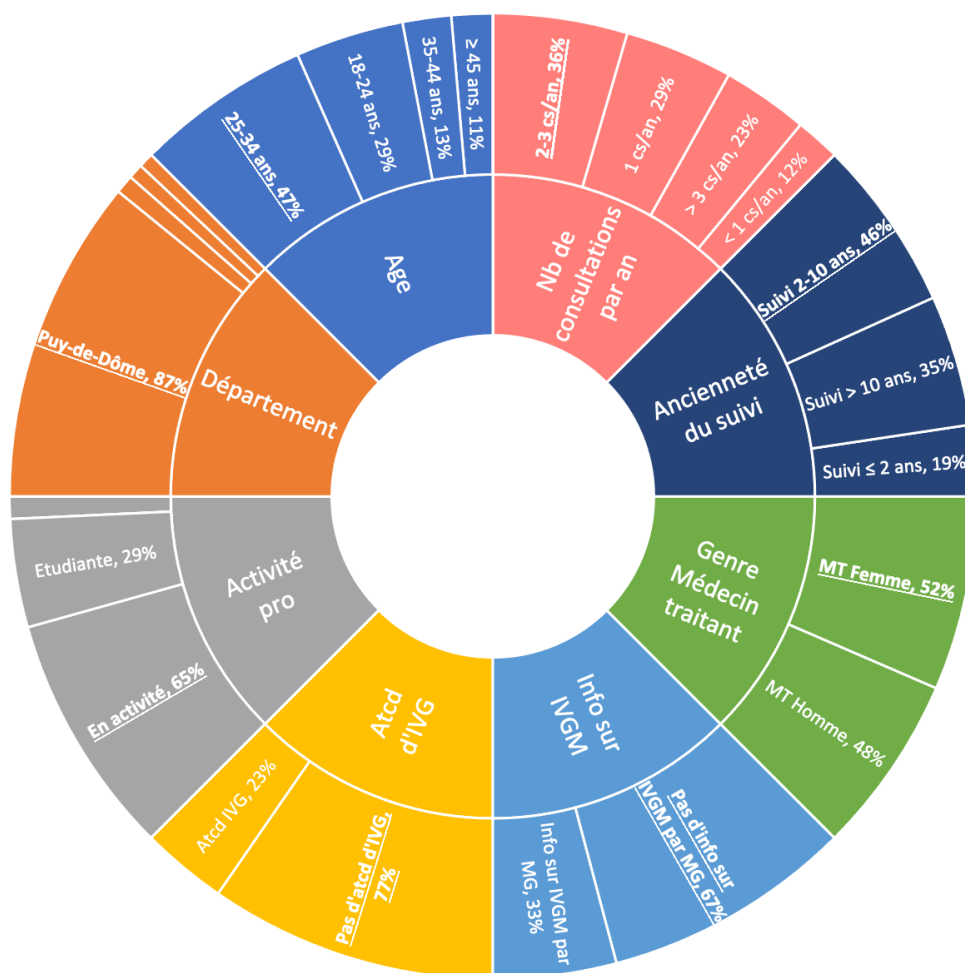 Nb de
consultations
par an
2-3 cs/an, 36%
1 cs/an, 29%
> 3 cs/an, 23%
< 1 cs/an, 12%
Ancienneté
du suivi
Suivi 2-10 ans, 46%
Suivi > 10 ans, 35%
Suivi ≤ 2 ans, 19%
Genre
Médecin
traitant
MT Femme, 52%
MT Homme, 48%
Info sur
IVGM
Pas d'info sur
IVGM par MG, 67%
Info sur IVGM par
MG, 33%
Atcd
d'IVG
Pas d'atcd d'IVG,
77%
Atcd IVG, 23%
Activité
pro
En activité, 65%
Etudiante, 29%
Département
Puy-de-Dôme, 87%
Age
25-34 ans, 47%
18-24 ans, 29%
35-44 ans, 13%
≥ 45 ans, 11%